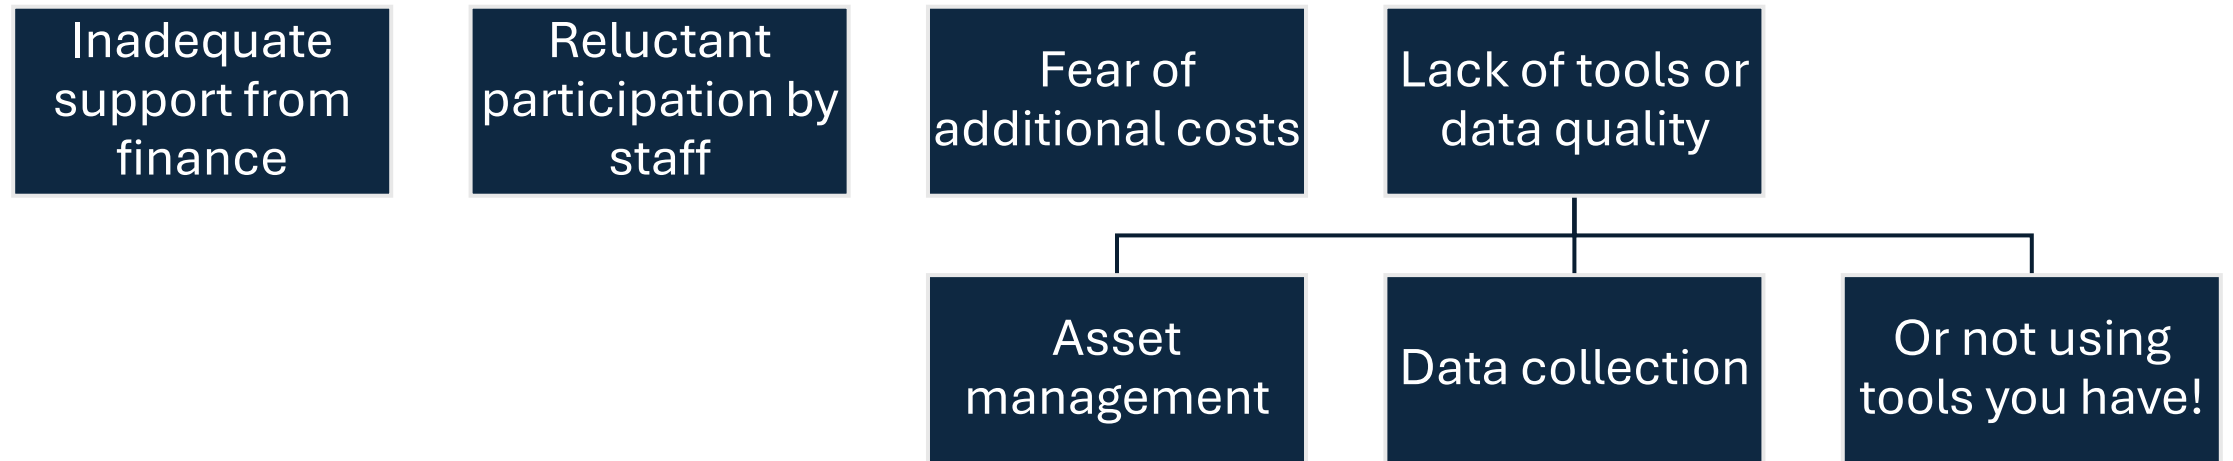 Inadequate
support from
finance
Reluctant
participation by
staff
Fear of
additional costs
Lack of tools or
data quality
Asset
management
Data collection
Or not using
tools you have!